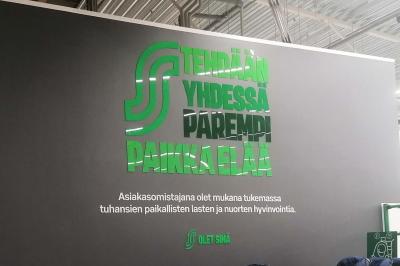 TEHDÄÄN
YHDESSÄ
PAREMPI
PAIKKA ELÄÄ
Asiakasomistajana olet mukana tukemassa
tuhansien paikallisten lasten ja nuorten hyvinvointia.
OLET SINÄ